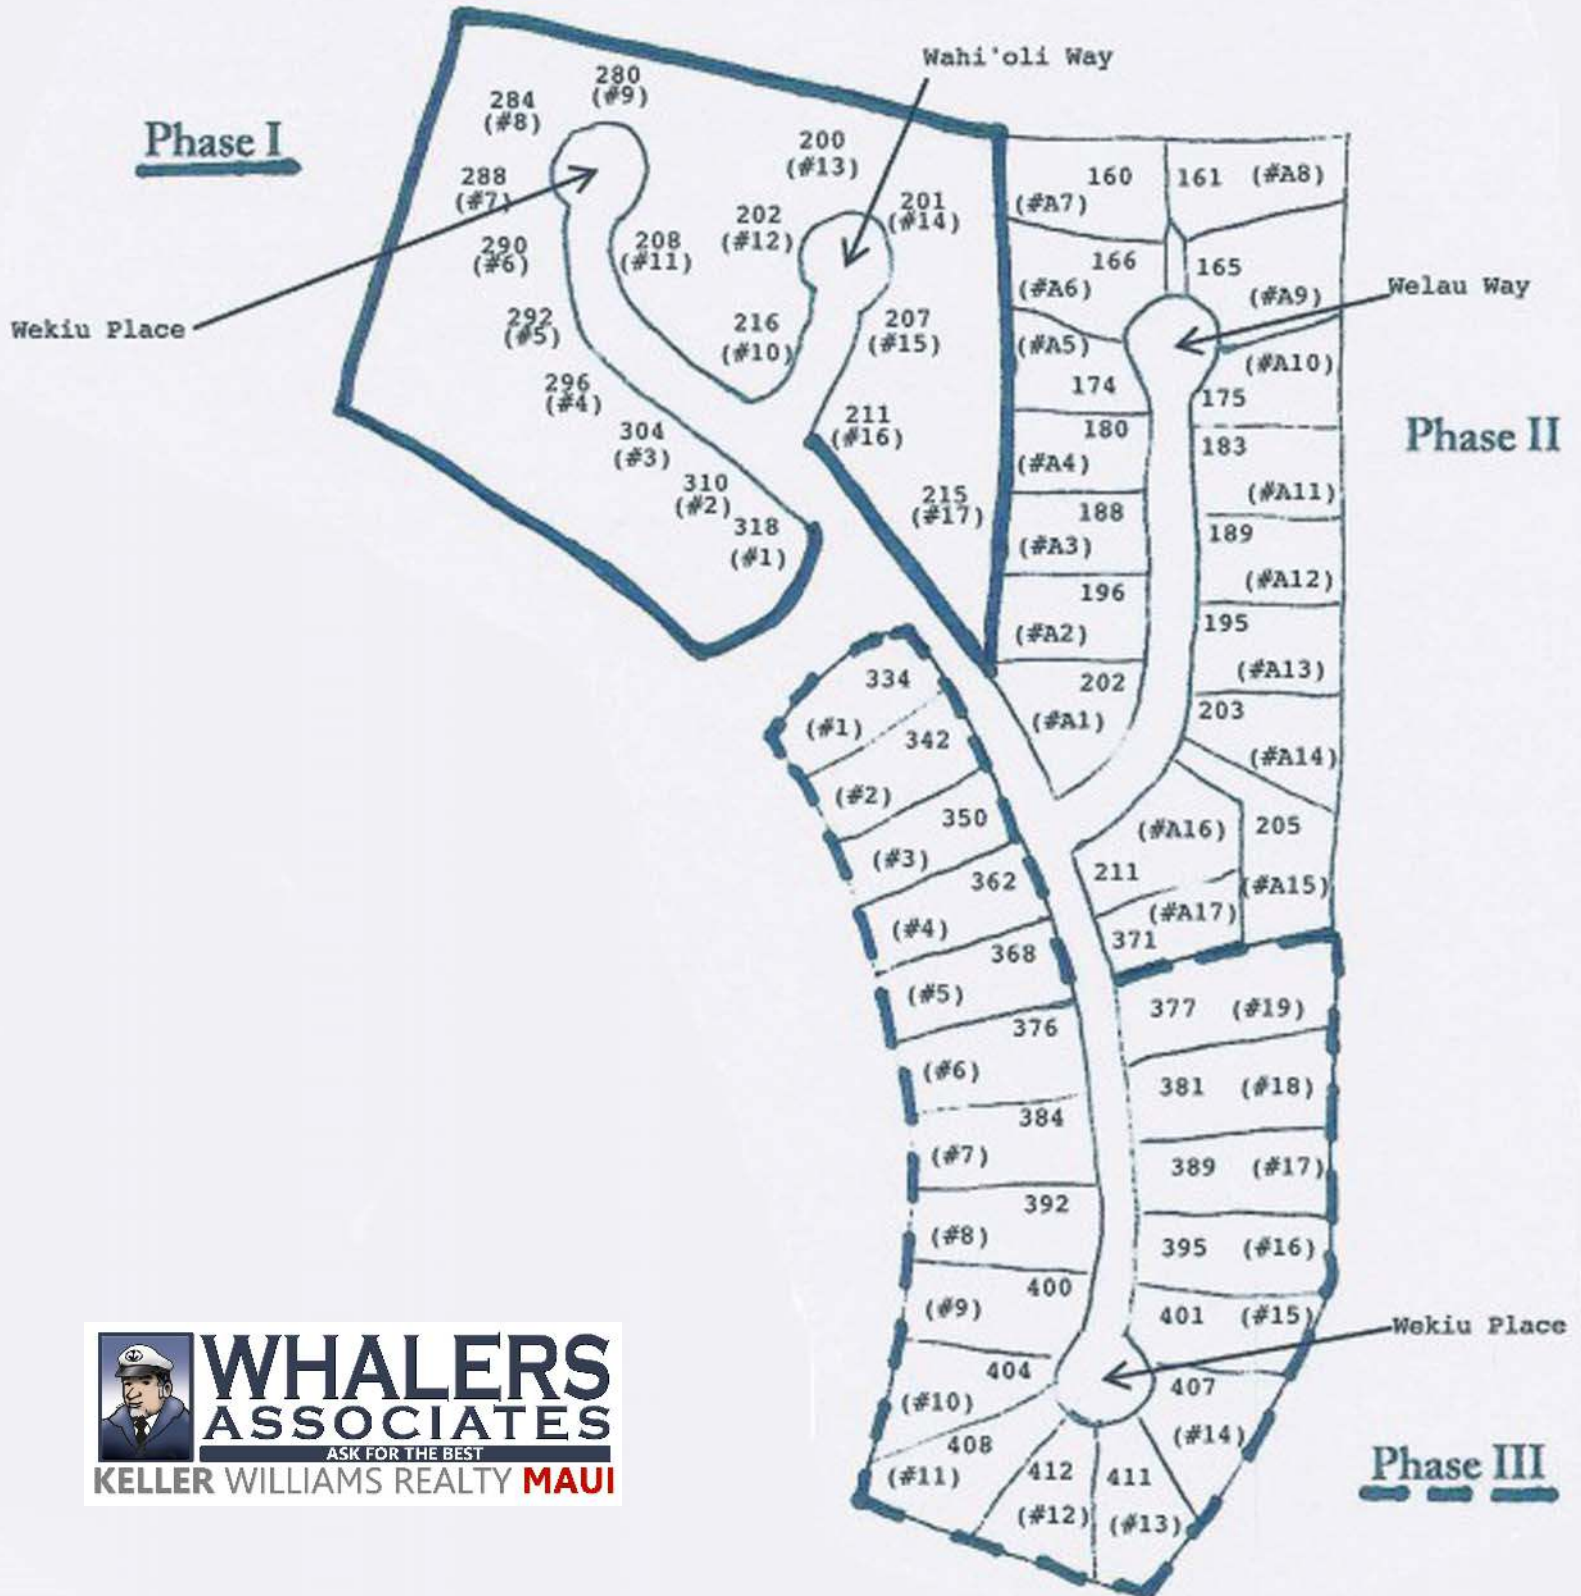 Wahi'oli Way
Phase I
280
(#9)
284
(#8)
288
(#7)
290
(#6)
292
(#5)
296
(#4)
304
(#3)
310
(#2)
318
(#1)
200
(#13)
201
(#14)
202
(#12)
208
(#11)
216
(#10)
207
(#15)
211
(#16)
215
(#17)
Wekiu Place
160
(#A7)
161 (#A8)
166
(#A6)
165
(#A9)
Welau Way
(#A5)
174
(#A10)
175
Phase II
180
(#A4)
183
(#A11)
188
(#A3)
189
(#A12)
196
(#A2)
195
(#A13)
202
(#A1)
203
(#A14)
(#A16)
211
205
(#A15)
(#A17)
371
334
(#1)
342
(#2)
350
(#3)
362
(#4)
368
(#5)
376
(#6)
384
(#7)
392
(#8)
400
(#9)
404
(#10)
408
(#11)
412
(#12)
411
(#13)
407
(#14)
401 (#15)
395 (#16)
389 (#17)
381 (#18)
377 (#19)
Wekiu Place
Phase III
WHALERS
ASSOCIATES
ASK FOR THE BEST
KELLER WILLIAMS REALTY MAUI